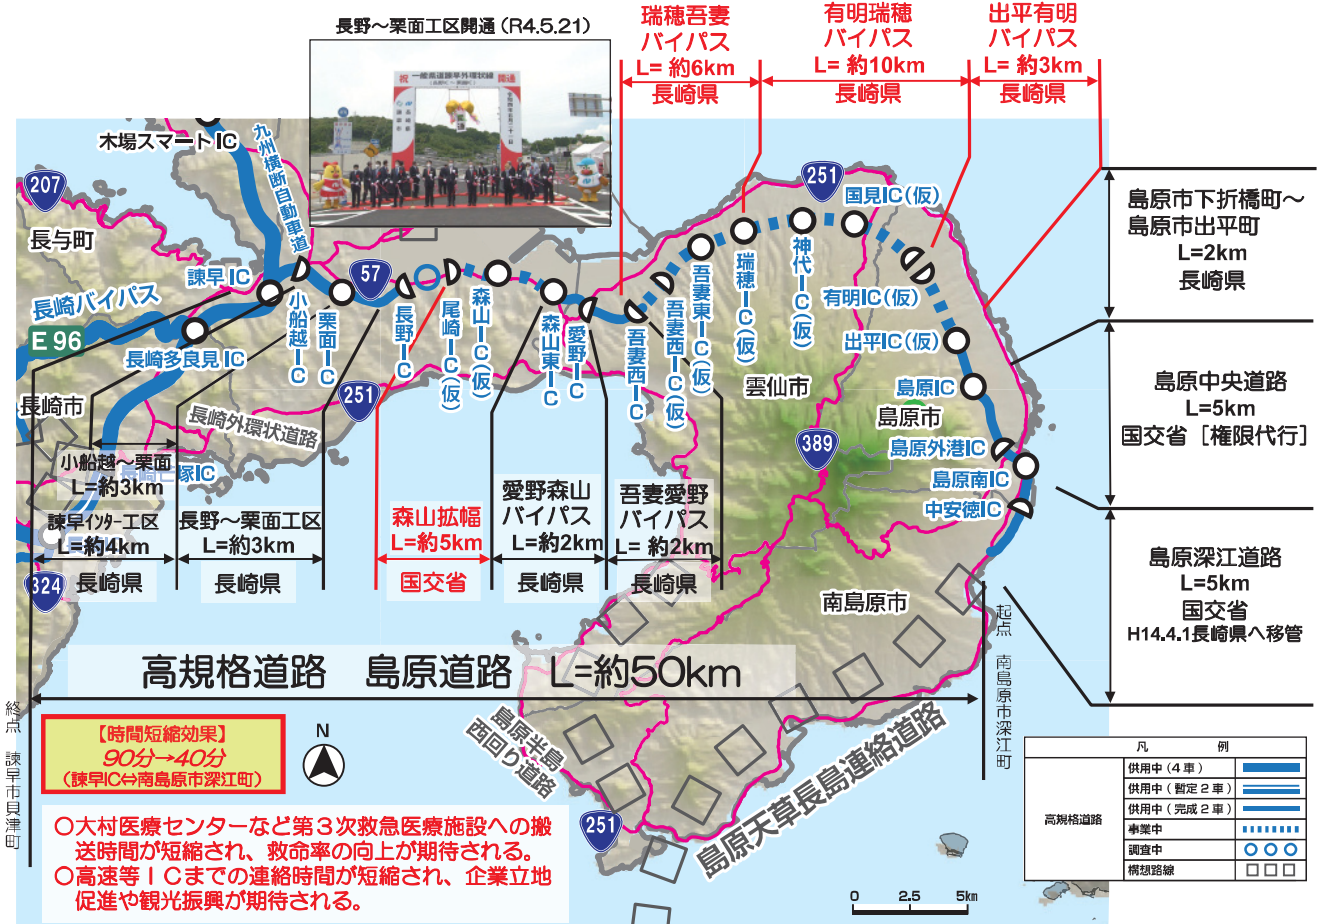 長野～栗面工区開通（R4.5.21）
祝 一般県道諫早外環状線 開通
瑞穂吾妻
バイパス
L= 約6km
長崎県
有明瑞穂
バイパス
L= 約10km
長崎県
出平有明
バイパス
L= 約3km
長崎県
島原市下折橋町～
島原市出平町
L=2km
長崎県
島原中央道路
L=5km
国交省［権限代行］
島原深江道路
L=5km
国交省
H14.4.1長崎県へ移管
木場スマートIC
九州横断自動車道
207
長与町
諫早IC
長崎バイパス
E 96
長崎多良見IC
小船越IC
栗面IC
57
長野IC
尾崎IC（仮）
森山IC（仮）
森山東IC
愛野IC
吾妻西IC
吾妻西IC（仮）
吾妻東IC（仮）
瑞穂IC（仮）
神代IC（仮）
251
国見IC（仮）
有明IC（仮）
出平IC（仮）
島原IC
雲仙市
島原市
389
島原外港IC
島原南IC
中安徳IC
南島原市
長崎市
251
長崎外環状道路
小船越～栗面
L=約3km
塚IC
諫早ｲﾝﾀｰ工区
L=約4km
長崎県
324
長野～栗面工区
L=約3km
長崎県
森山拡幅
L=約5km
国交省
愛野森山
バイパス
L=約2km
長崎県
吾妻愛野
バイパス
L= 約2km
長崎県
高規格道路　島原道路　L=約50km
起点　南島原市深江町
終点　諫早市貝津町
【時間短縮効果】
90分→40分
（諫早IC⇔南島原市深江町）
N
島原半島
西回り道路
251
島原天草長島連絡道路
○大村医療センターなど第３次救急医療施設への搬
送時間が短縮され、救命率の向上が期待される。
○高速等ＩＣまでの連絡時間が短縮され、企業立地
促進や観光振興が期待される。
0 2.5 5km
凡　例
高規格道路
供用中（４車）
供用中（暫定２車）
供用中（完成２車）
事業中
調査中
構想路線